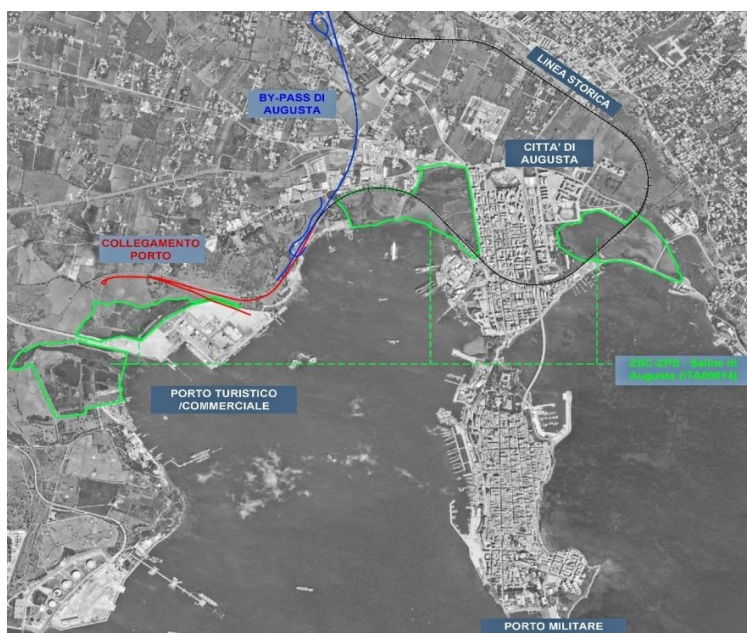 LINEA STORICA
BY-PASS DI
AUGUSTA
CITTA' DI
AUGUSTA
COLLEGAMENTO
PORTO
ZSC-ZPS - Saline di
Augusta (ITA09014)
PORTO TURISTICO
/COMMERCIALE
PORTO MILITARE